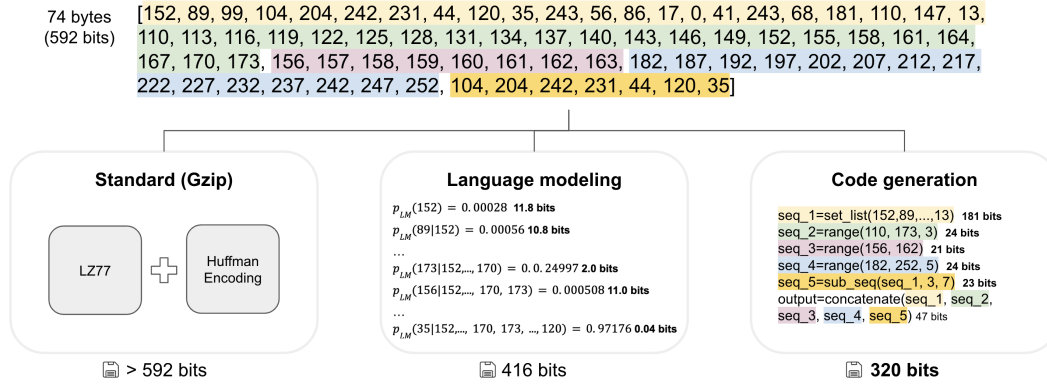 74 bytes
(592 bits)
[152, 89, 99, 104, 204, 242, 231, 44, 120, 35, 243, 56, 86, 17, 0, 41, 243, 68, 181, 110, 147, 13,
110, 113, 116, 119, 122, 125, 128, 131, 134, 137, 140, 143, 146, 149, 152, 155, 158, 161, 164,
167, 170, 173, 156, 157, 158, 159, 160, 161, 162, 163, 182, 187, 192, 197, 202, 207, 212, 217,
222, 227, 232, 237, 242, 247, 252, 104, 204, 242, 231, 44, 120, 35]
Standard (Gzip)
LZ77
Huffman
Encoding
> 592 bits
Language modeling
p_LM(152) = 0.00028 11.8 bits
p_LM(89|152) = 0.00056 10.8 bits
...
p_LM(173|152,..., 170) = 0.0.24997 2.0 bits
p_LM(156|152,..., 170, 173) = 0.000508 11.0 bits
...
p_LM(35|152,..., 170, 173, ..., 120) = 0.97176 0.04 bits
416 bits
Code generation
seq_1=set_list(152,89,...,13) 181 bits
seq_2=range(110, 173, 3) 24 bits
seq_3=range(156, 162) 21 bits
seq_4=range(182, 252, 5) 24 bits
seq_5=sub_seq(seq_1, 3, 7) 23 bits
output=concatenate(seq_1, seq_2,
seq_3, seq_4, seq_5) 47 bits
320 bits